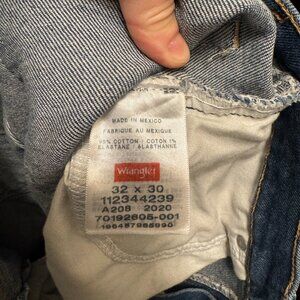 MADE IN MEXICO
FABRIQUE AU MEXIQUE
99% COTTON / COTON 1%
ELASTANE / ÉLASTHANNE
Wrangler
32 x 30
112344239
A208 2020
70192605-001